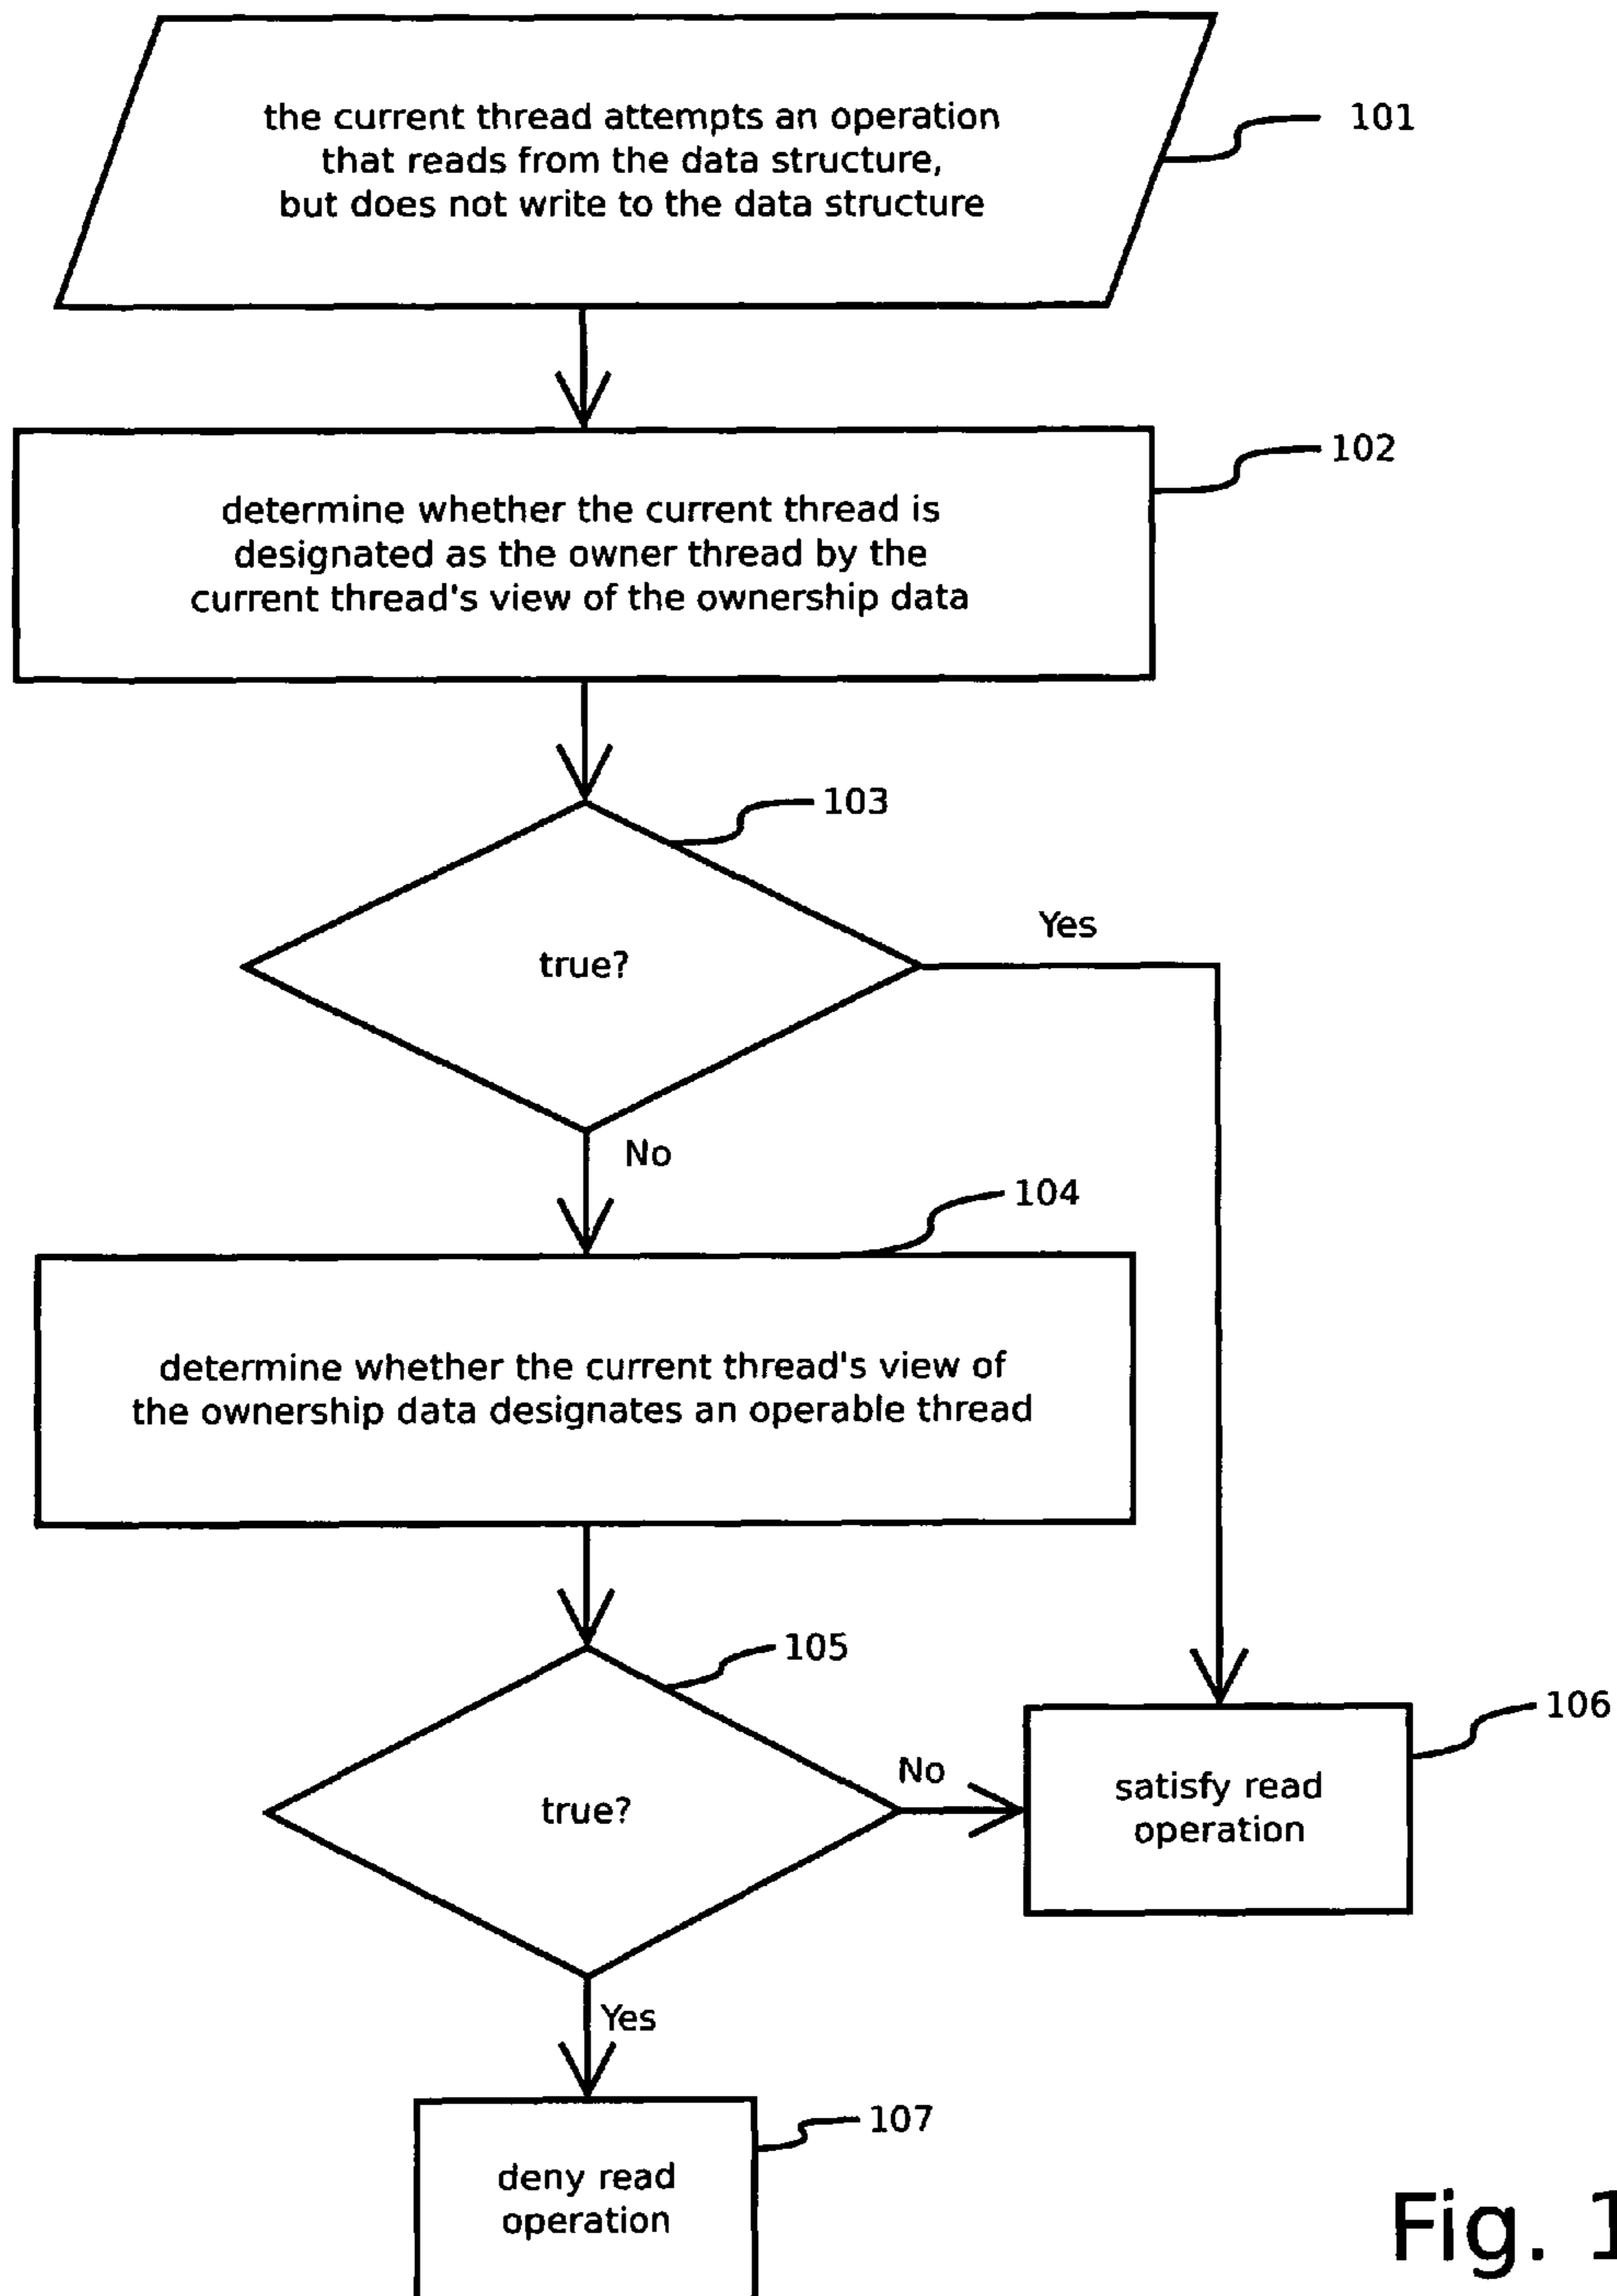 the current thread attempts an operation
that reads from the data structure,
but does not write to the data structure
101
102
determine whether the current thread is
designated as the owner thread by the
current thread's view of the ownership data
103
true?
Yes
No
104
determine whether the current thread's view of
the ownership data designates an operable thread
105
true?
No
106
satisfy read
operation
Yes
107
deny read
operation
Fig. 1